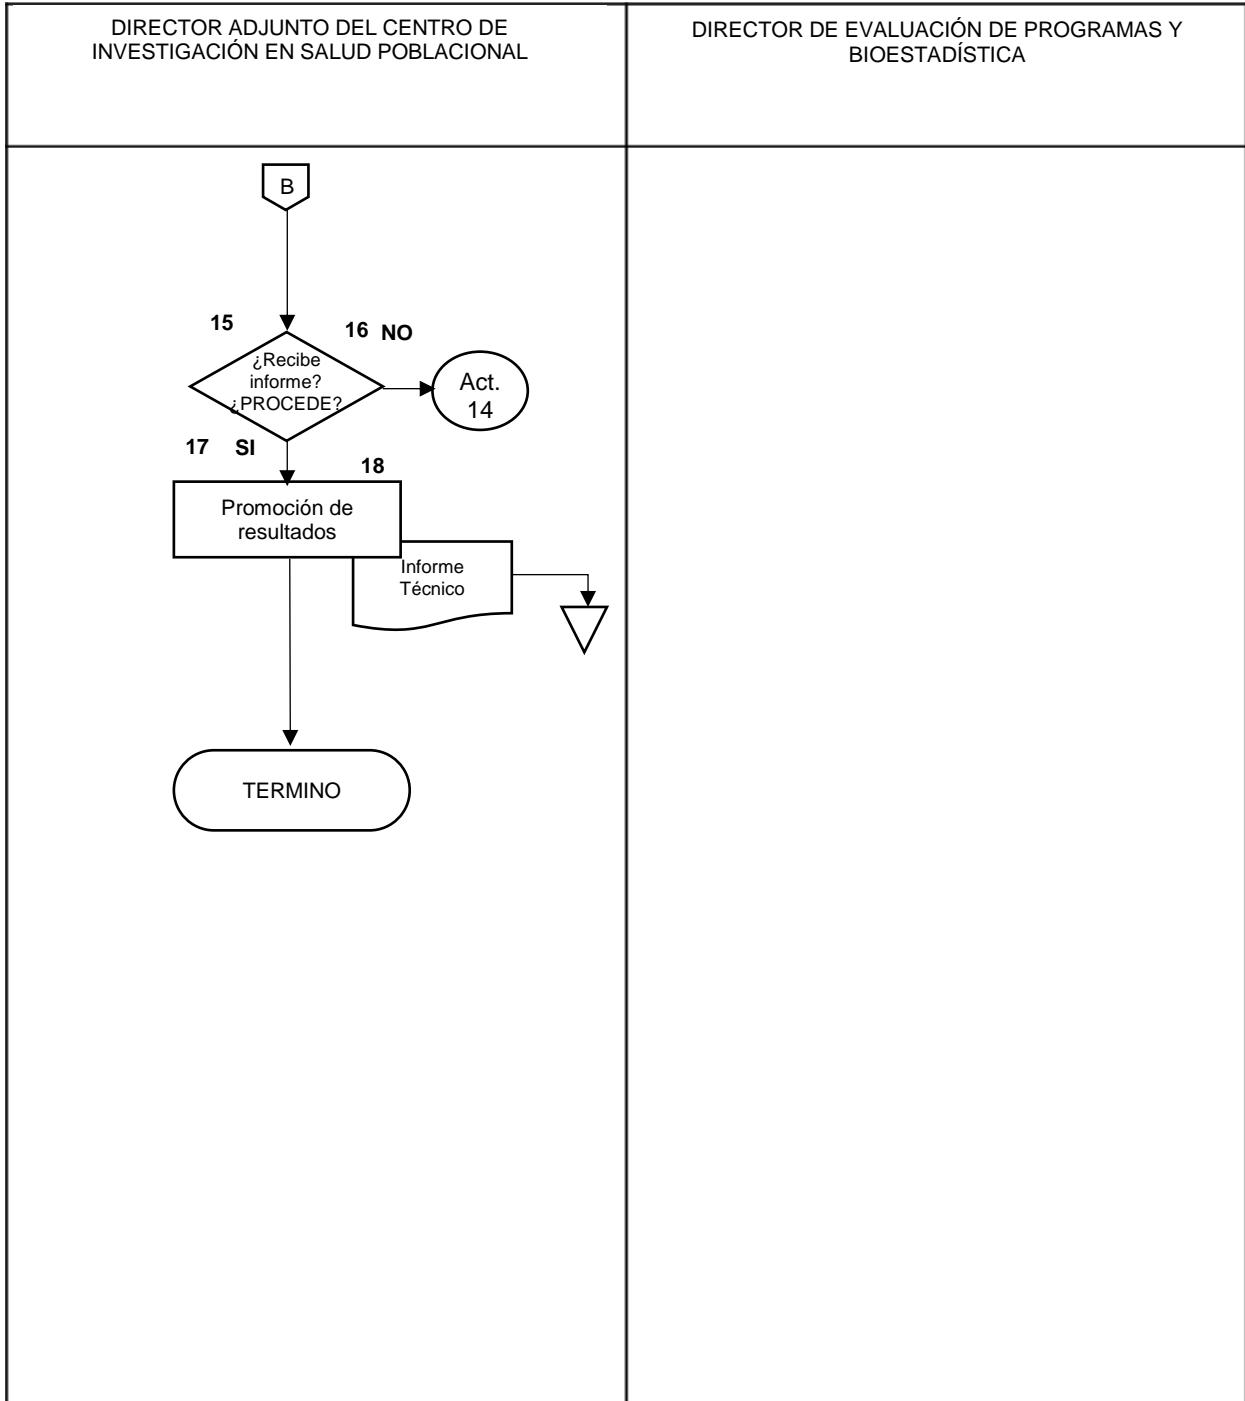 DIRECTOR ADJUNTO DEL CENTRO DE
INVESTIGACIÓN EN SALUD POBLACIONAL
DIRECTOR DE EVALUACIÓN DE PROGRAMAS Y
BIOESTADÍSTICA
B
15
16 NO
¿Recibe
informe?
¿PROCEDE?
Act.
14
17 SI
18
Promoción de
resultados
Informe
Técnico
TERMINO